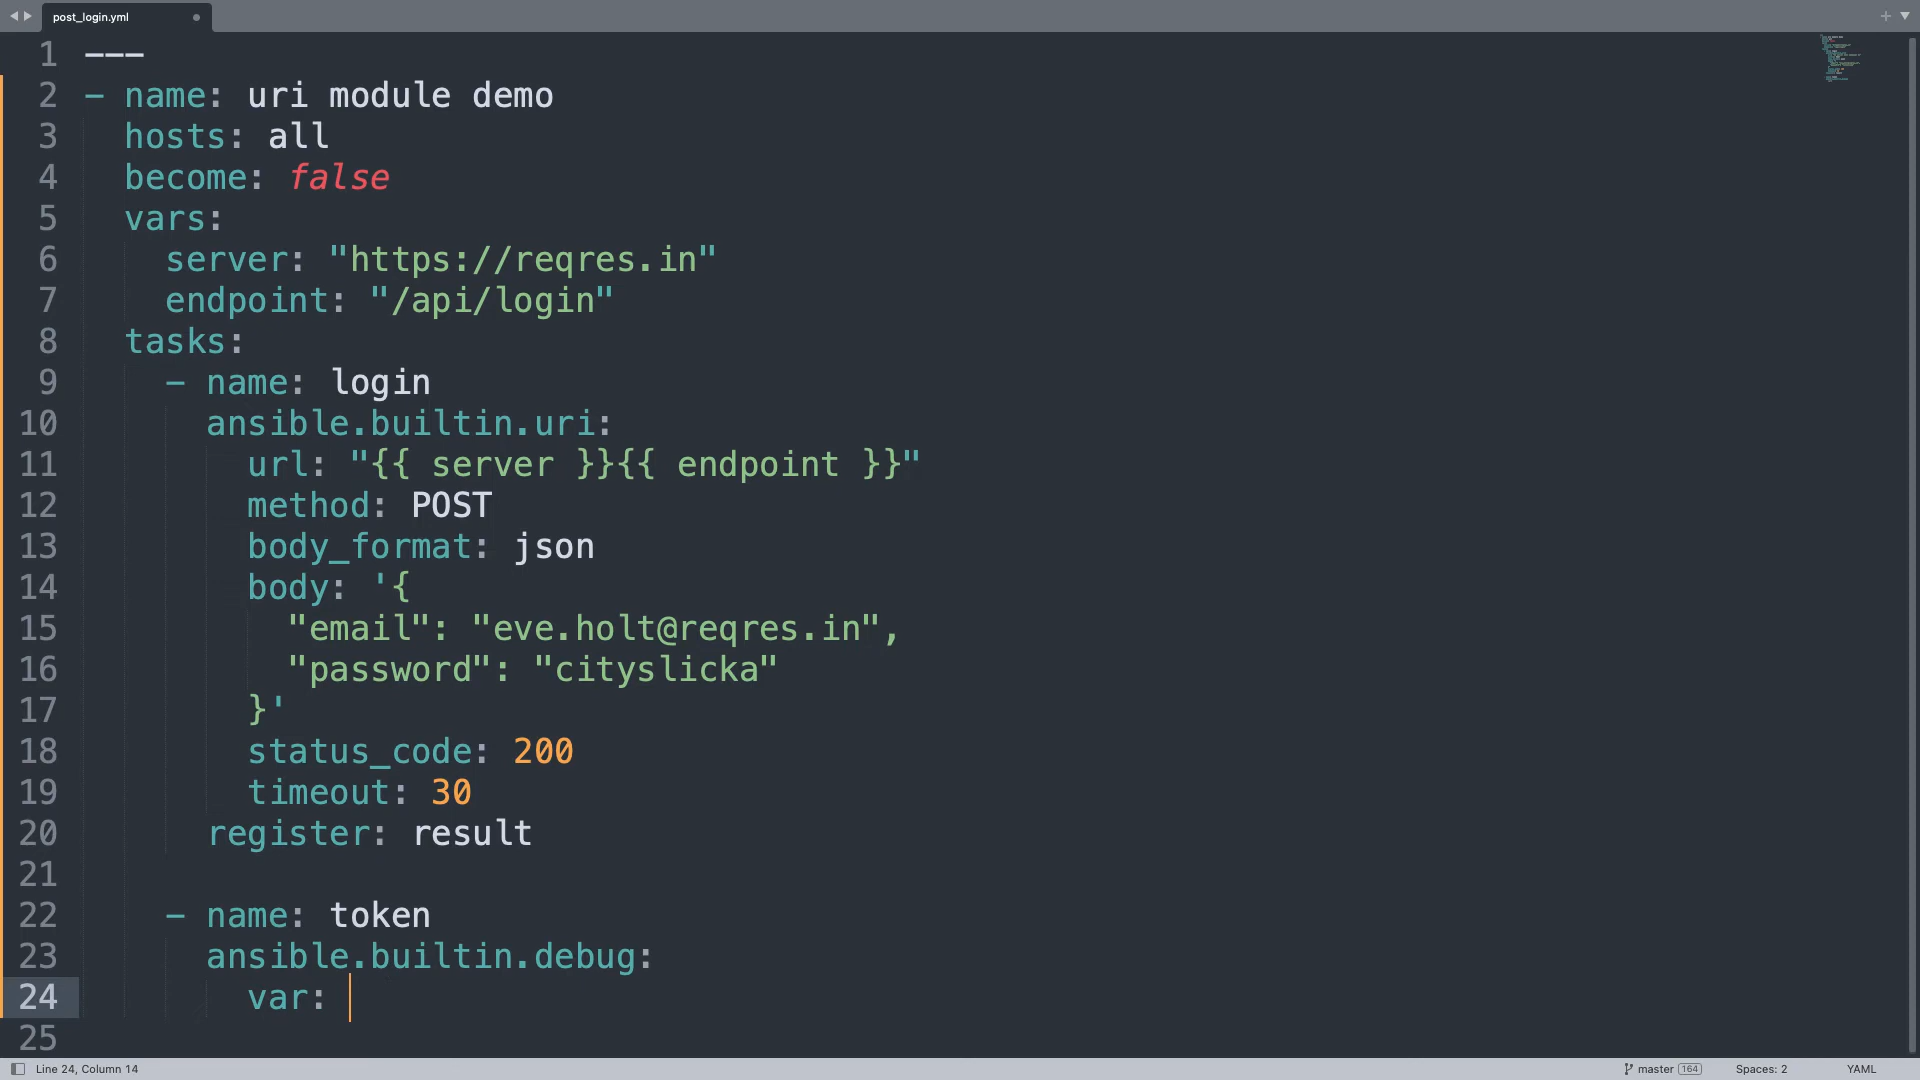 post_login.yml
1 ---
2 - name: uri module demo
3   hosts: all
4   become: false
5   vars:
6     server: "https://reqres.in"
7     endpoint: "/api/login"
8   tasks:
9     - name: login
10       ansible.builtin.uri:
11         url: "{{ server }}{{ endpoint }}"
12         method: POST
13         body_format: json
14         body: '{
15           "email": "eve.holt@reqres.in",
16           "password": "cityslicka"
17         }'
18         status_code: 200
19         timeout: 30
20       register: result
21
22     - name: token
23       ansible.builtin.debug:
24         var:
25
Line 24, Column 14 master 164 Spaces: 2 YAML